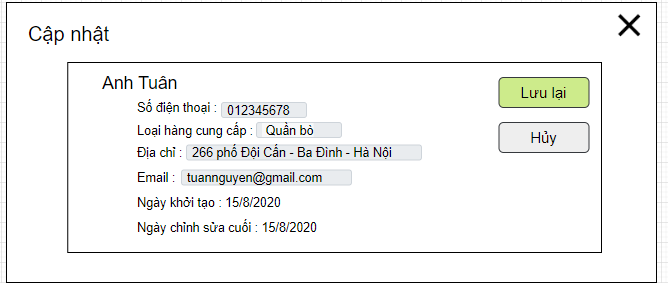 Cập nhật
Anh Tuân
Lưu lại
Số điện thoại : 012345678
Loại hàng cung cấp : Quần bò
Hủy
Địa chỉ : 266 phố Đội Cấn - Ba Đình - Hà Nội
Email : tuannguyen@gmail.com
Ngày khởi tạo : 15/8/2020
Ngày chỉnh sửa cuối : 15/8/2020